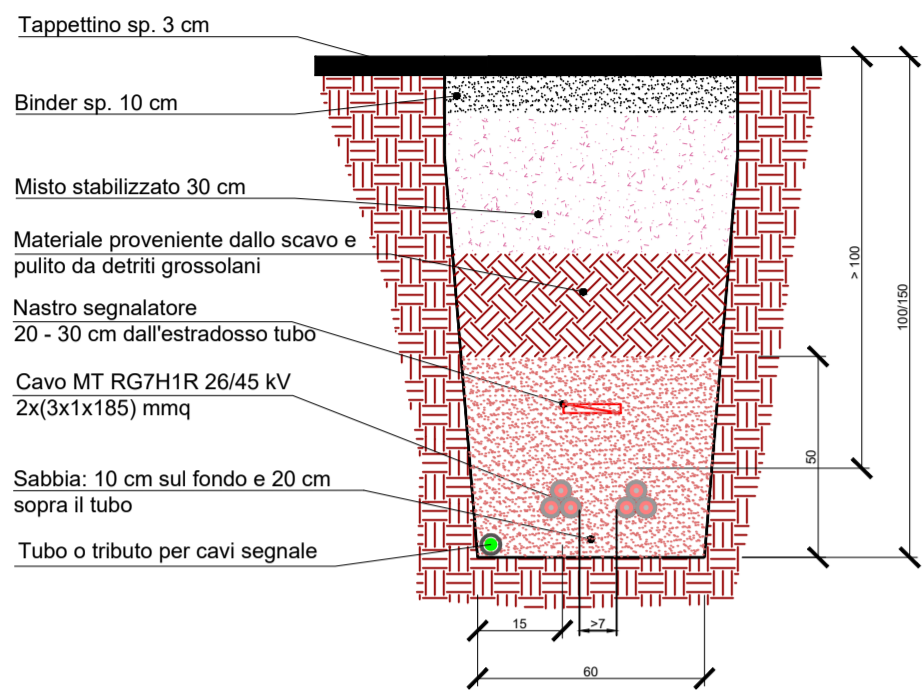 Tappettino sp. 3 cm
Binder sp. 10 cm
Misto stabilizzato 30 cm
Materiale proveniente dallo scavo e
pulito da detriti grossolani
Nastro segnalatore
20 - 30 cm dall'estradosso tubo
Cavo MT RG7H1R 26/45 kV
2x(3x1x185) mmq
Sabbia: 10 cm sul fondo e 20 cm
sopra il tubo
Tubo o tributo per cavi segnale
> 100
100/150
50
15
>7
60